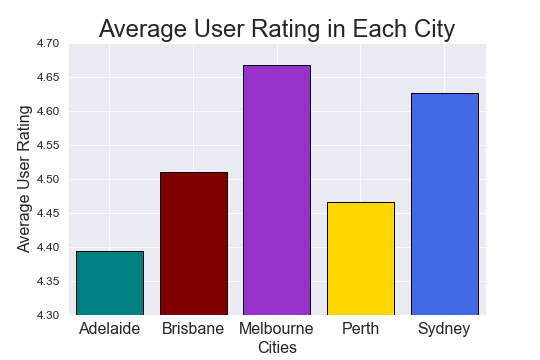 Average User Rating in Each City
Average User Rating
4.70
4.65
4.60
4.55
4.50
4.45
4.40
4.35
4.30
Adelaide Brisbane Melbourne Perth Sydney
Cities